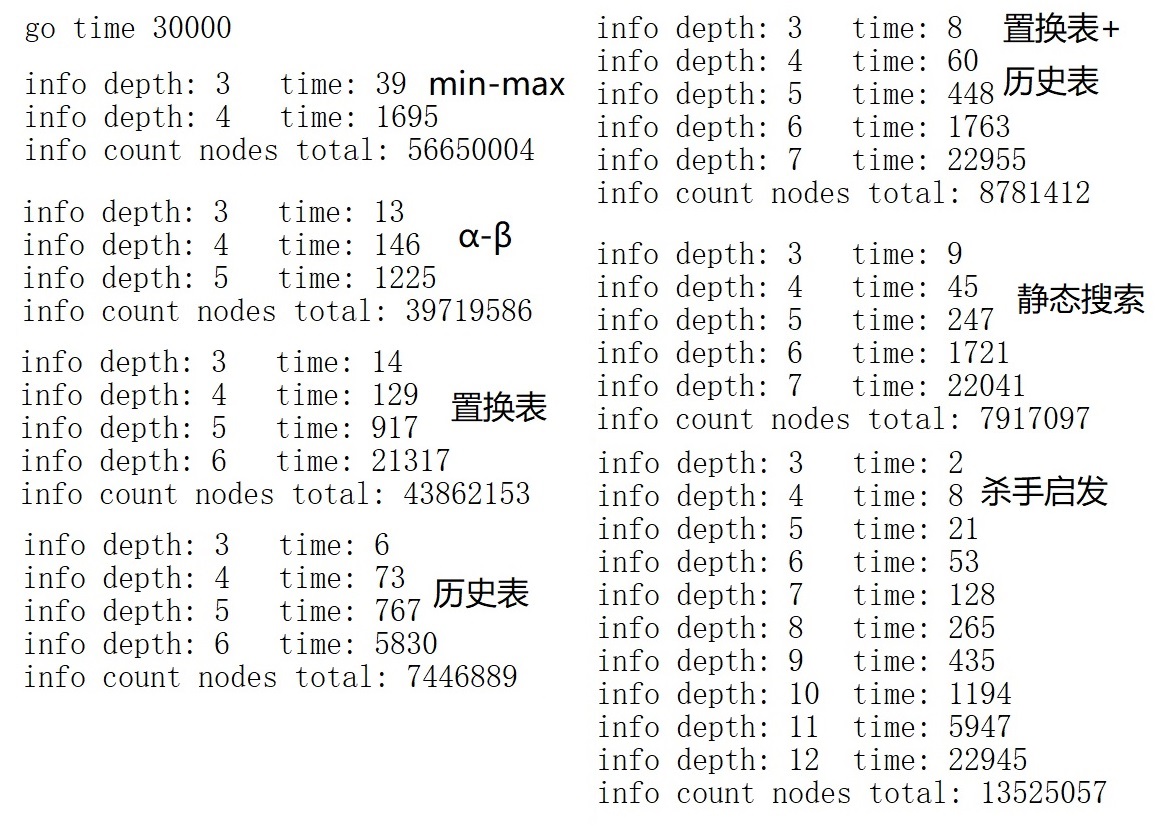 go time 30000
info depth: 3 time: 39 min-max
info depth: 4 time: 1695
info count nodes total: 56650004
info depth: 3 time: 13
info depth: 4 time: 146 α-β
info depth: 5 time: 1225
info count nodes total: 39719586
info depth: 3 time: 14
info depth: 4 time: 129 置换表
info depth: 5 time: 917
info depth: 6 time: 21317
info count nodes total: 43862153
info depth: 3 time: 6
info depth: 4 time: 73 历史表
info depth: 5 time: 767
info depth: 6 time: 5830
info count nodes total: 7446889
info depth: 3 time: 8 置换表+
info depth: 4 time: 60 历史表
info depth: 5 time: 448
info depth: 6 time: 1763
info depth: 7 time: 22955
info count nodes total: 8781412
info depth: 3 time: 9
info depth: 4 time: 45 静态搜索
info depth: 5 time: 247
info depth: 6 time: 1721
info depth: 7 time: 22041
info count nodes total: 7917097
info depth: 3 time: 2
info depth: 4 time: 8 杀手启发
info depth: 5 time: 21
info depth: 6 time: 53
info depth: 7 time: 128
info depth: 8 time: 265
info depth: 9 time: 435
info depth: 10 time: 1194
info depth: 11 time: 5947
info depth: 12 time: 22945
info count nodes total: 13525057